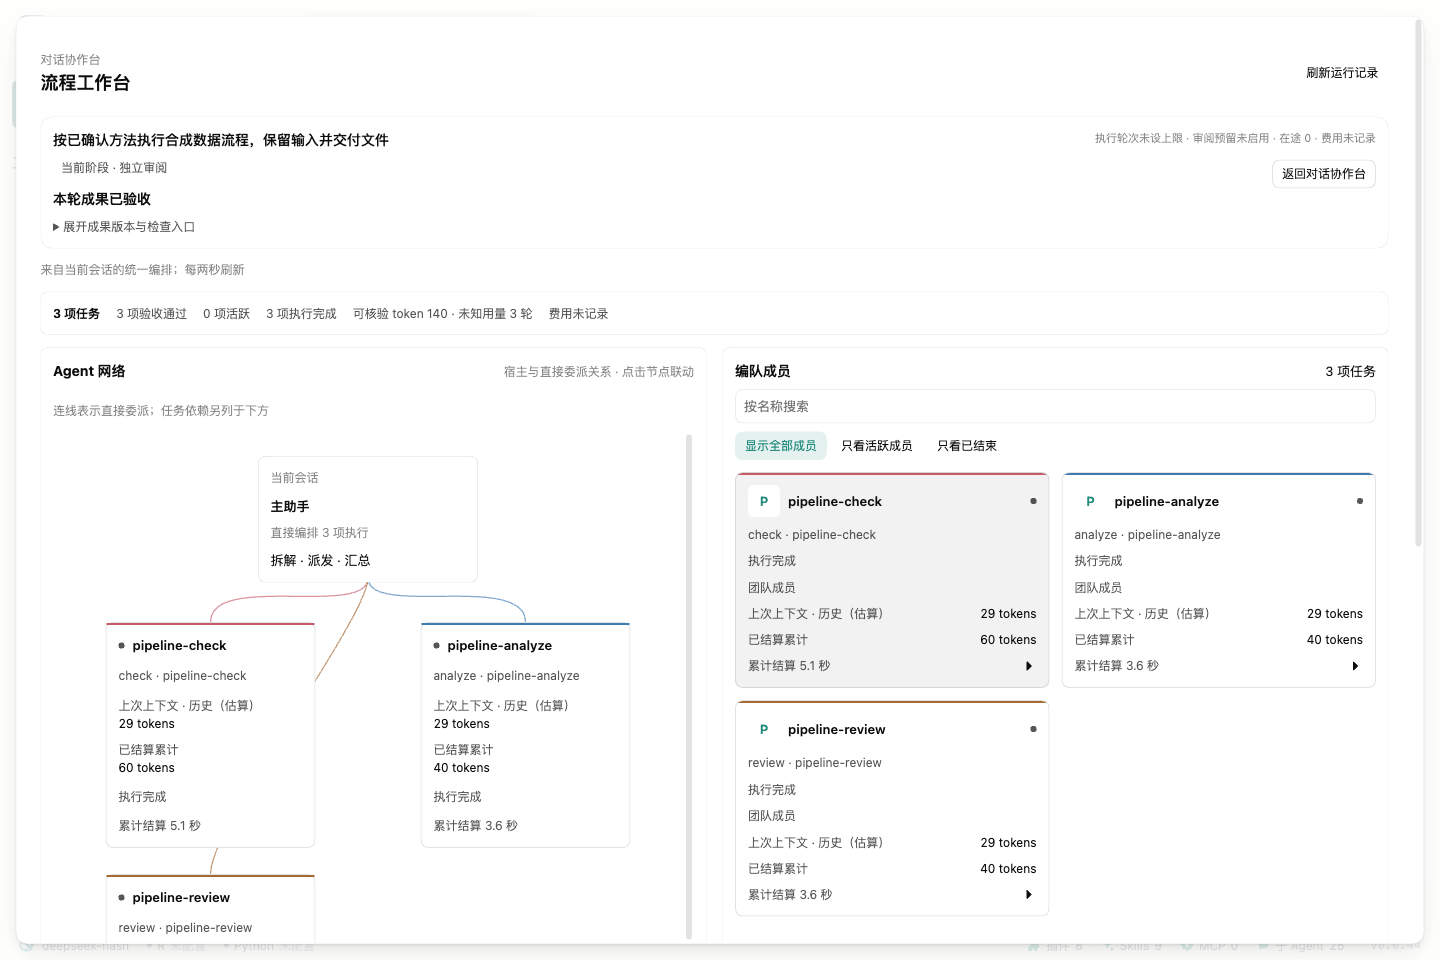 对话协作台
流程工作台
刷新运行记录
按已确认方法执行合成数据流程，保留输入并交付文件
执行轮次未设上限 · 审阅预留未启用 · 在途 0 · 费用未记录
当前阶段 · 独立审阅
返回对话协作台
本轮成果已验收
展开成果版本与检查入口
来自当前会话的统一编排；每两秒刷新
3 项任务 3 项验收通过 0 项活跃 3 项执行完成 可核验 token 140 · 未知用量 3 轮 费用未记录
Agent 网络
宿主与直接委派关系 · 点击节点联动
连线表示直接委派；任务依赖另列于下方
当前会话
主助手
直接编排 3 项执行
拆解 · 派发 · 汇总
pipeline-check
check · pipeline-check
上次上下文 · 历史（估算）
29 tokens
已结算累计
60 tokens
执行完成
累计结算 5.1 秒
pipeline-analyze
analyze · pipeline-analyze
上次上下文 · 历史（估算）
29 tokens
已结算累计
40 tokens
执行完成
累计结算 3.6 秒
pipeline-review
review · pipeline-review
编队成员
3 项任务
按名称搜索
显示全部成员 只看活跃成员 只看已结束
P pipeline-check
check · pipeline-check
执行完成
团队成员
上次上下文 · 历史（估算） 29 tokens
已结算累计 60 tokens
累计结算 5.1 秒
P pipeline-analyze
analyze · pipeline-analyze
执行完成
团队成员
上次上下文 · 历史（估算） 29 tokens
已结算累计 40 tokens
累计结算 3.6 秒
P pipeline-review
review · pipeline-review
执行完成
团队成员
上次上下文 · 历史（估算） 29 tokens
已结算累计 40 tokens
累计结算 3.6 秒